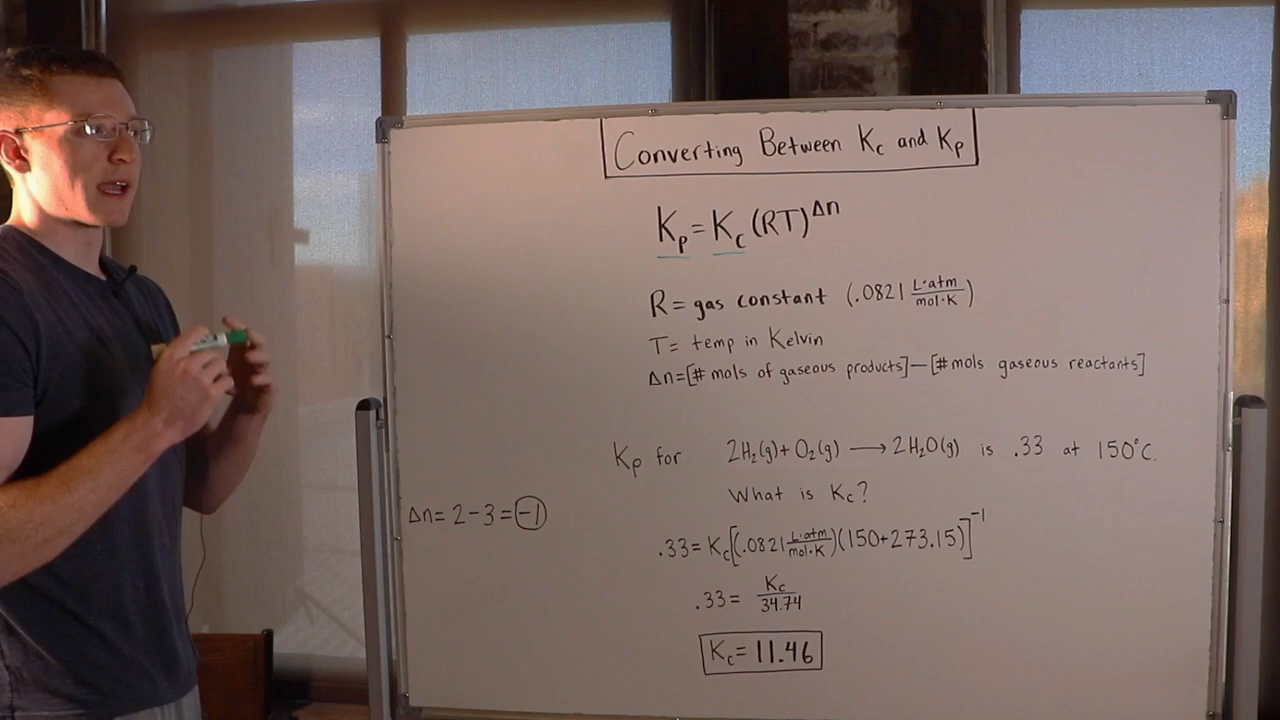 Converting Between Kc and Kp
Kp = Kc (RT)^Δn
R = gas constant (.0821 L·atm/mol·K)
T = temp in Kelvin
Δn = [# mols of gaseous products] — [# mols gaseous reactants]
Kp for 2H₂(g) + O₂(g) → 2H₂O(g) is .33 at 150°C.
What is Kc?
Δn = 2 - 3 = -1
.33 = Kc[(.0821 L·atm/mol·K)(150+273.15)]^-1
.33 = Kc/34.74
Kc = 11.46